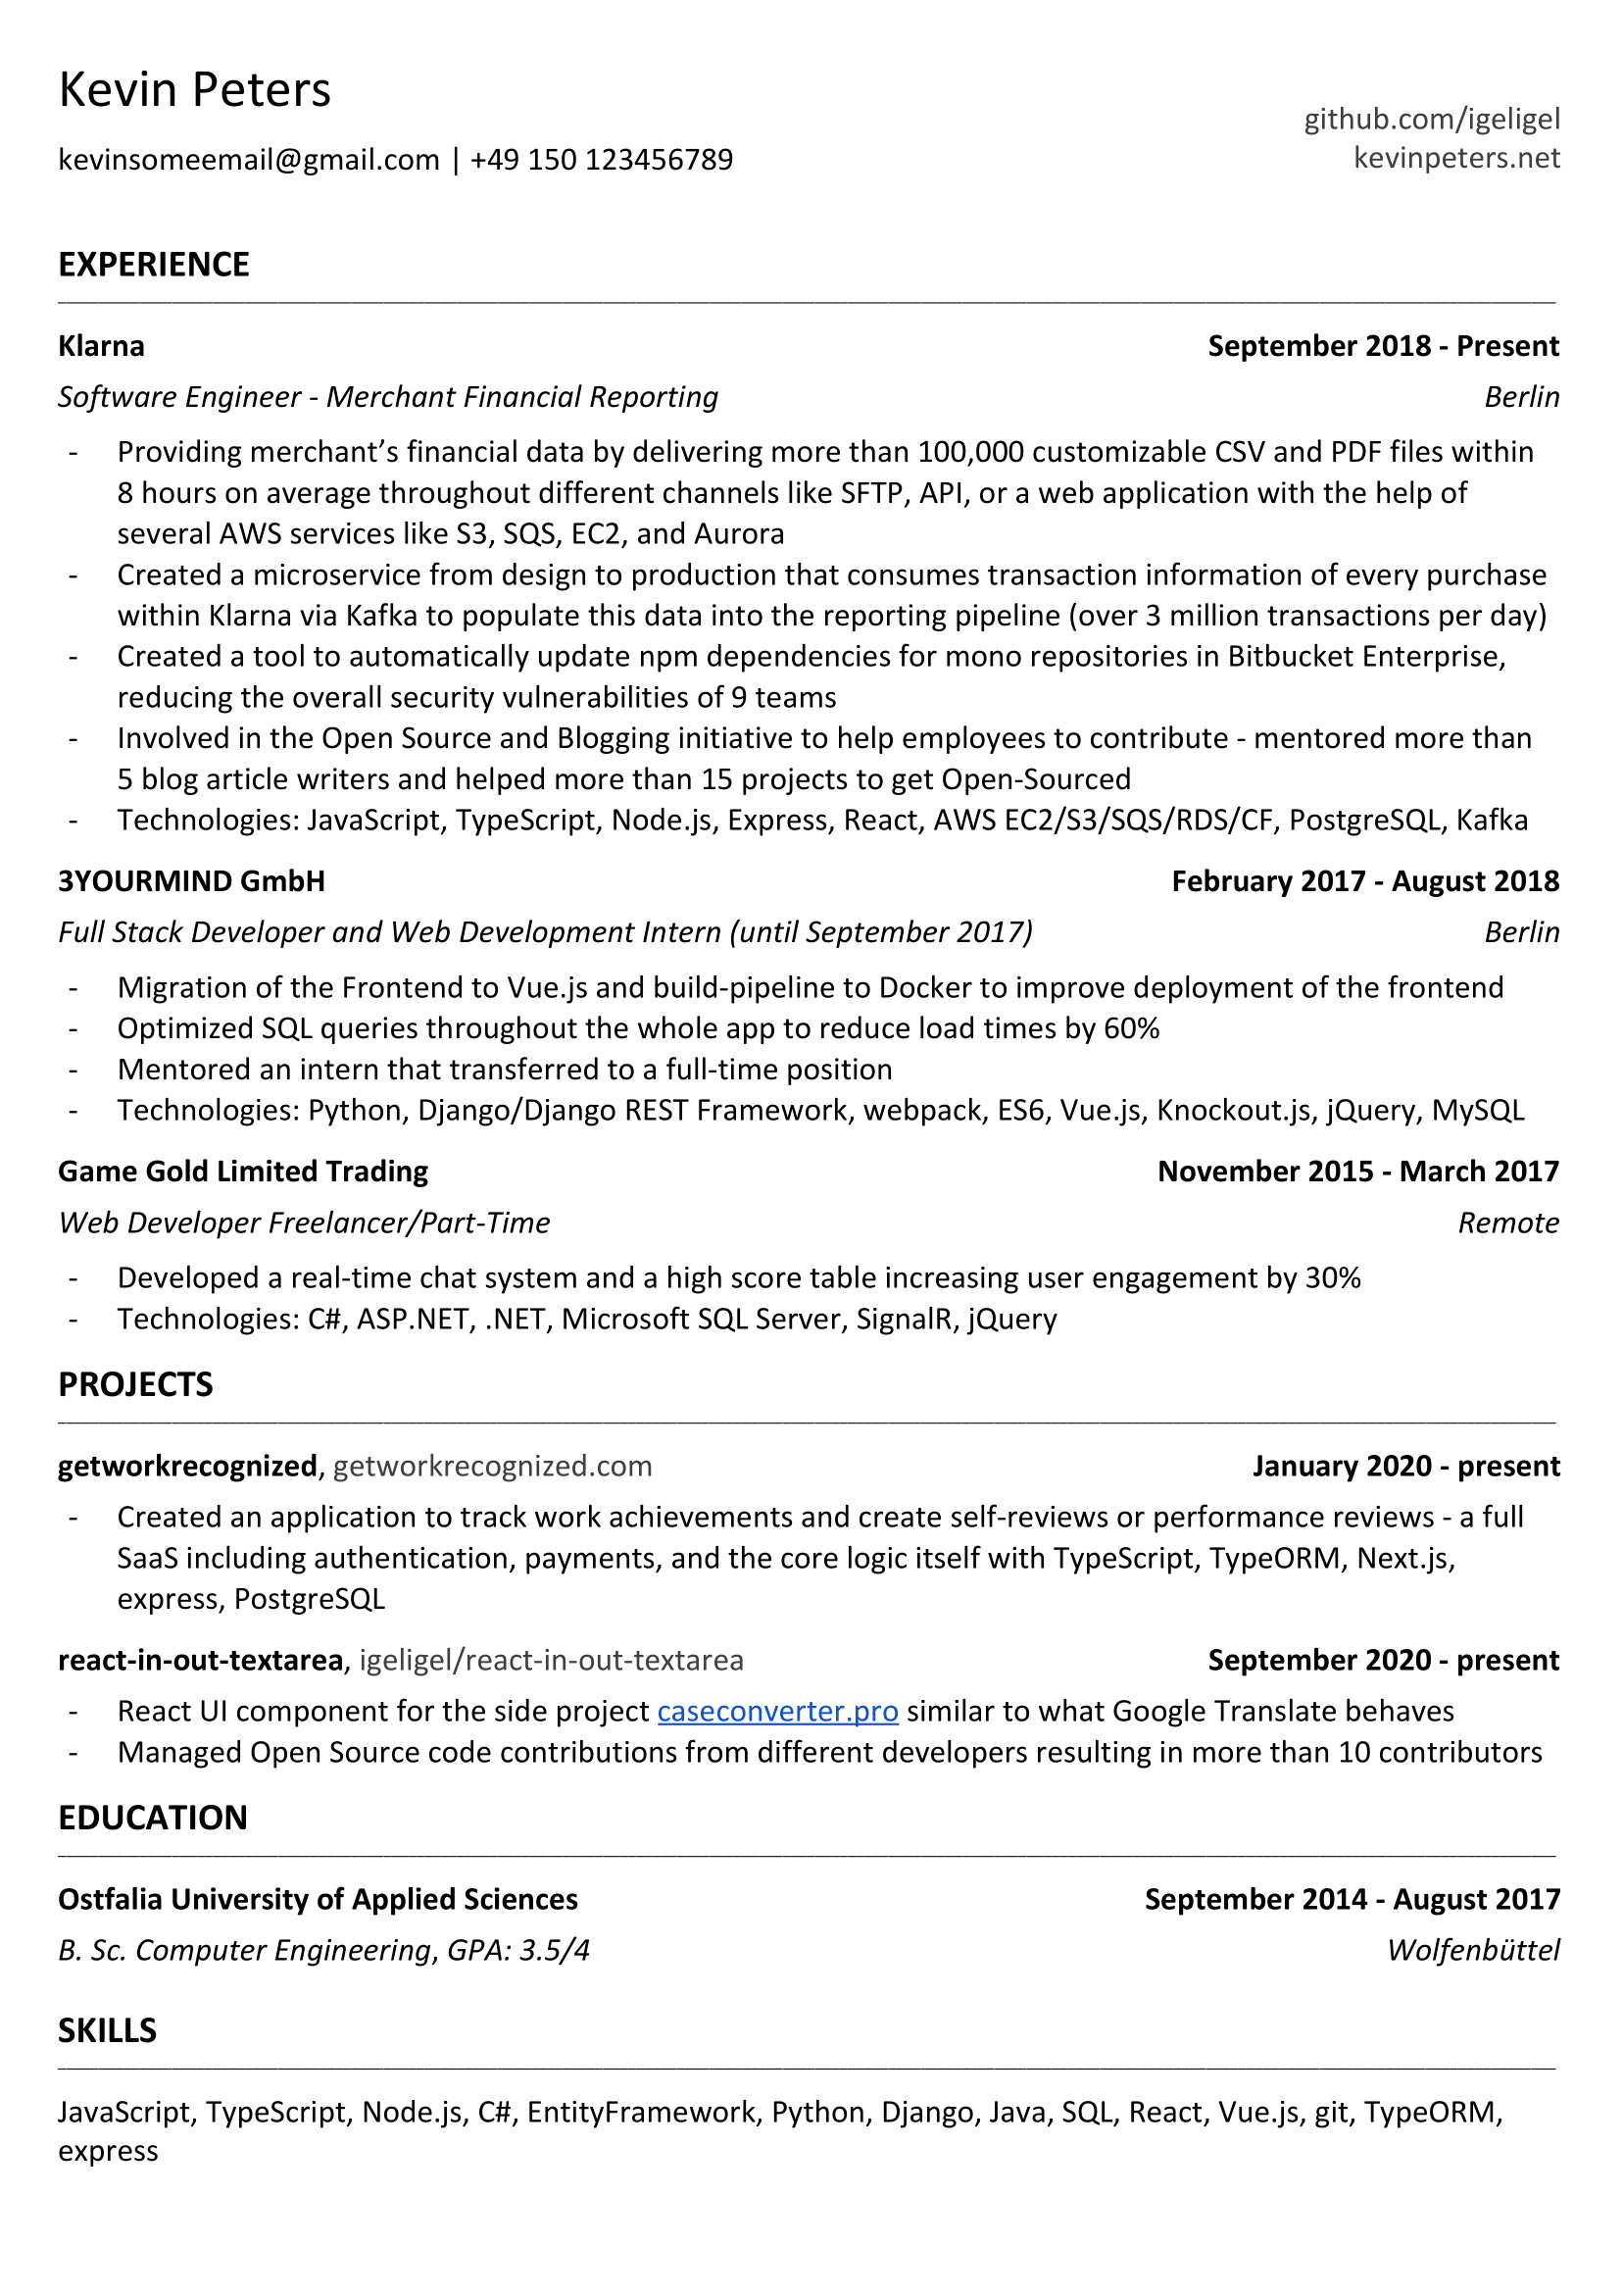 Kevin Peters
github.com/igeligel
kevinsomeemail@gmail.com | +49 150 123456789
kevinpeters.net
EXPERIENCE
Klarna September 2018 - Present
Software Engineer - Merchant Financial Reporting Berlin
- Providing merchant’s financial data by delivering more than 100,000 customizable CSV and PDF files within
8 hours on average throughout different channels like SFTP, API, or a web application with the help of
several AWS services like S3, SQS, EC2, and Aurora
- Created a microservice from design to production that consumes transaction information of every purchase
within Klarna via Kafka to populate this data into the reporting pipeline (over 3 million transactions per day)
- Created a tool to automatically update npm dependencies for mono repositories in Bitbucket Enterprise,
reducing the overall security vulnerabilities of 9 teams
- Involved in the Open Source and Blogging initiative to help employees to contribute - mentored more than
5 blog article writers and helped more than 15 projects to get Open-Sourced
- Technologies: JavaScript, TypeScript, Node.js, Express, React, AWS EC2/S3/SQS/RDS/CF, PostgreSQL, Kafka
3YOURMIND GmbH February 2017 - August 2018
Full Stack Developer and Web Development Intern (until September 2017) Berlin
- Migration of the Frontend to Vue.js and build-pipeline to Docker to improve deployment of the frontend
- Optimized SQL queries throughout the whole app to reduce load times by 60%
- Mentored an intern that transferred to a full-time position
- Technologies: Python, Django/Django REST Framework, webpack, ES6, Vue.js, Knockout.js, jQuery, MySQL
Game Gold Limited Trading November 2015 - March 2017
Web Developer Freelancer/Part-Time Remote
- Developed a real-time chat system and a high score table increasing user engagement by 30%
- Technologies: C#, ASP.NET, .NET, Microsoft SQL Server, SignalR, jQuery
PROJECTS
getworkrecognized, getworkrecognized.com January 2020 - present
- Created an application to track work achievements and create self-reviews or performance reviews - a full
SaaS including authentication, payments, and the core logic itself with TypeScript, TypeORM, Next.js,
express, PostgreSQL
react-in-out-textarea, igeligel/react-in-out-textarea September 2020 - present
- React UI component for the side project caseconverter.pro similar to what Google Translate behaves
- Managed Open Source code contributions from different developers resulting in more than 10 contributors
EDUCATION
Ostfalia University of Applied Sciences September 2014 - August 2017
B. Sc. Computer Engineering, GPA: 3.5/4 Wolfenbüttel
SKILLS
JavaScript, TypeScript, Node.js, C#, EntityFramework, Python, Django, Java, SQL, React, Vue.js, git, TypeORM,
express